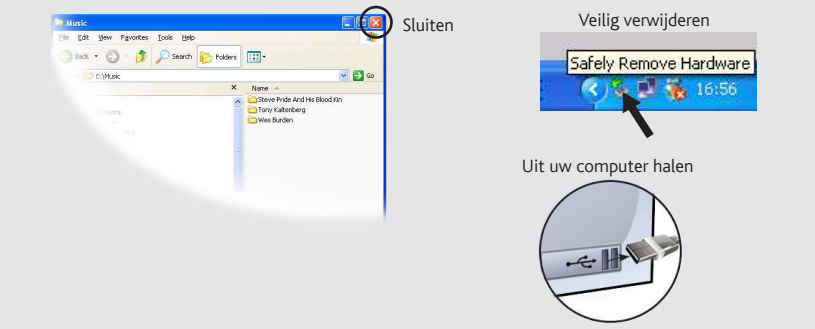 Music
Sluiten
File Edit View Favorites Tools Help
Back Search Folders
E:\Music Go
Name
Steve Pride And His Blood Kin
Tony Kaltenberg
Wes Burden
Veilig verwijderen
Safely Remove Hardware
16:56
Uit uw computer halen